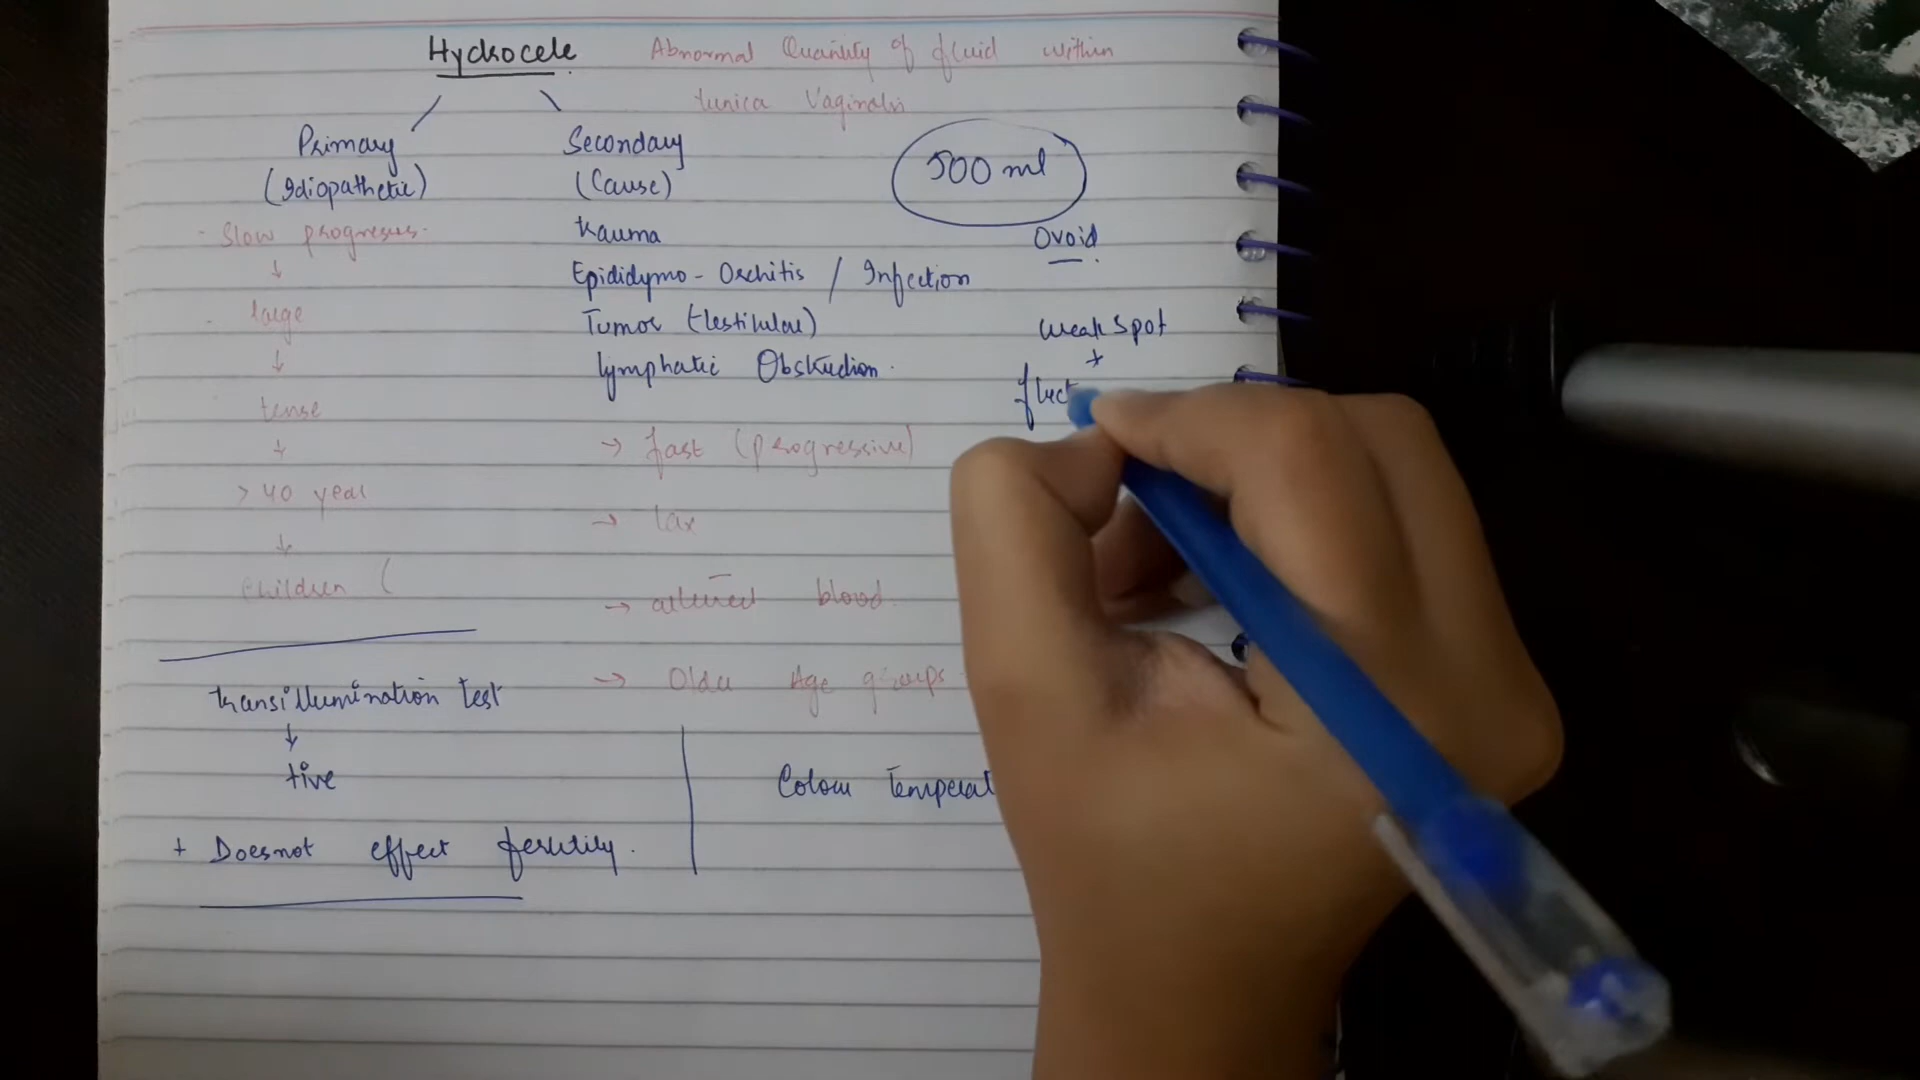 Hydrocele Abnormal Quantity of fluid within
tunica Vaginalis
Primary
(Idiopathetic)
- Slow progresses.
↓
- large
↓
tense
↓
> 40 year
↓
children (
Secondary
(Cause)
trauma
Epididymo - Orchitis / Infection
Tumor (testicular)
lymphatic Obstruction.
→ fast (progressive)
→ lax
→ altered blood.
→ Older Age groups
500 ml
Ovoid
weak spot
+
fluct
transillumination test
↓
+ive
+ Doesnot effect fertility.
Colour Temperat